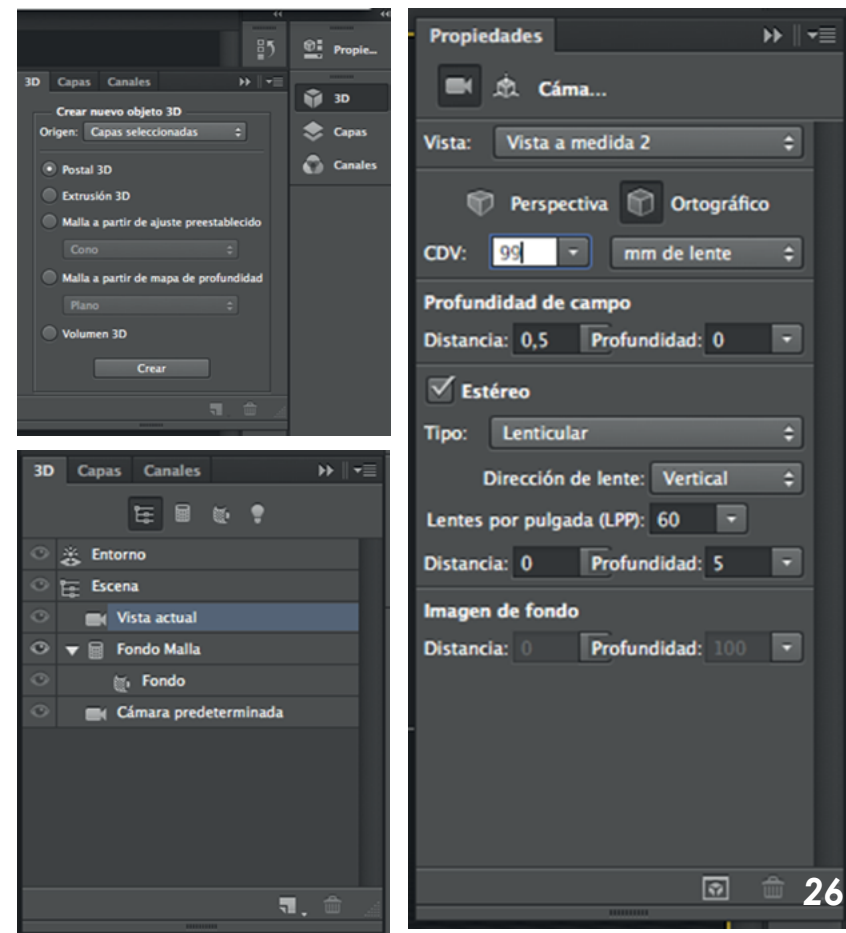 Propie...
3D Capas Canales
Crear nuevo objeto 3D
Origen: Capas seleccionadas
Postal 3D
Extrusión 3D
Malla a partir de ajuste preestablecido
Cono
Malla a partir de mapa de profundidad
Plano
Volumen 3D
Crear
3D
Capas
Canales
3D Capas Canales
Entorno
Escena
Vista actual
Fondo Malla
Fondo
Cámara predeterminada
Propiedades
Cáma...
Vista: Vista a medida 2
Perspectiva Ortográfico
CDV: 99 mm de lente
Profundidad de campo
Distancia: 0,5 Profundidad: 0
Estéreo
Tipo: Lenticular
Dirección de lente: Vertical
Lentes por pulgada (LPP): 60
Distancia: 0 Profundidad: 5
Imagen de fondo
Distancia: 0 Profundidad: 100
26